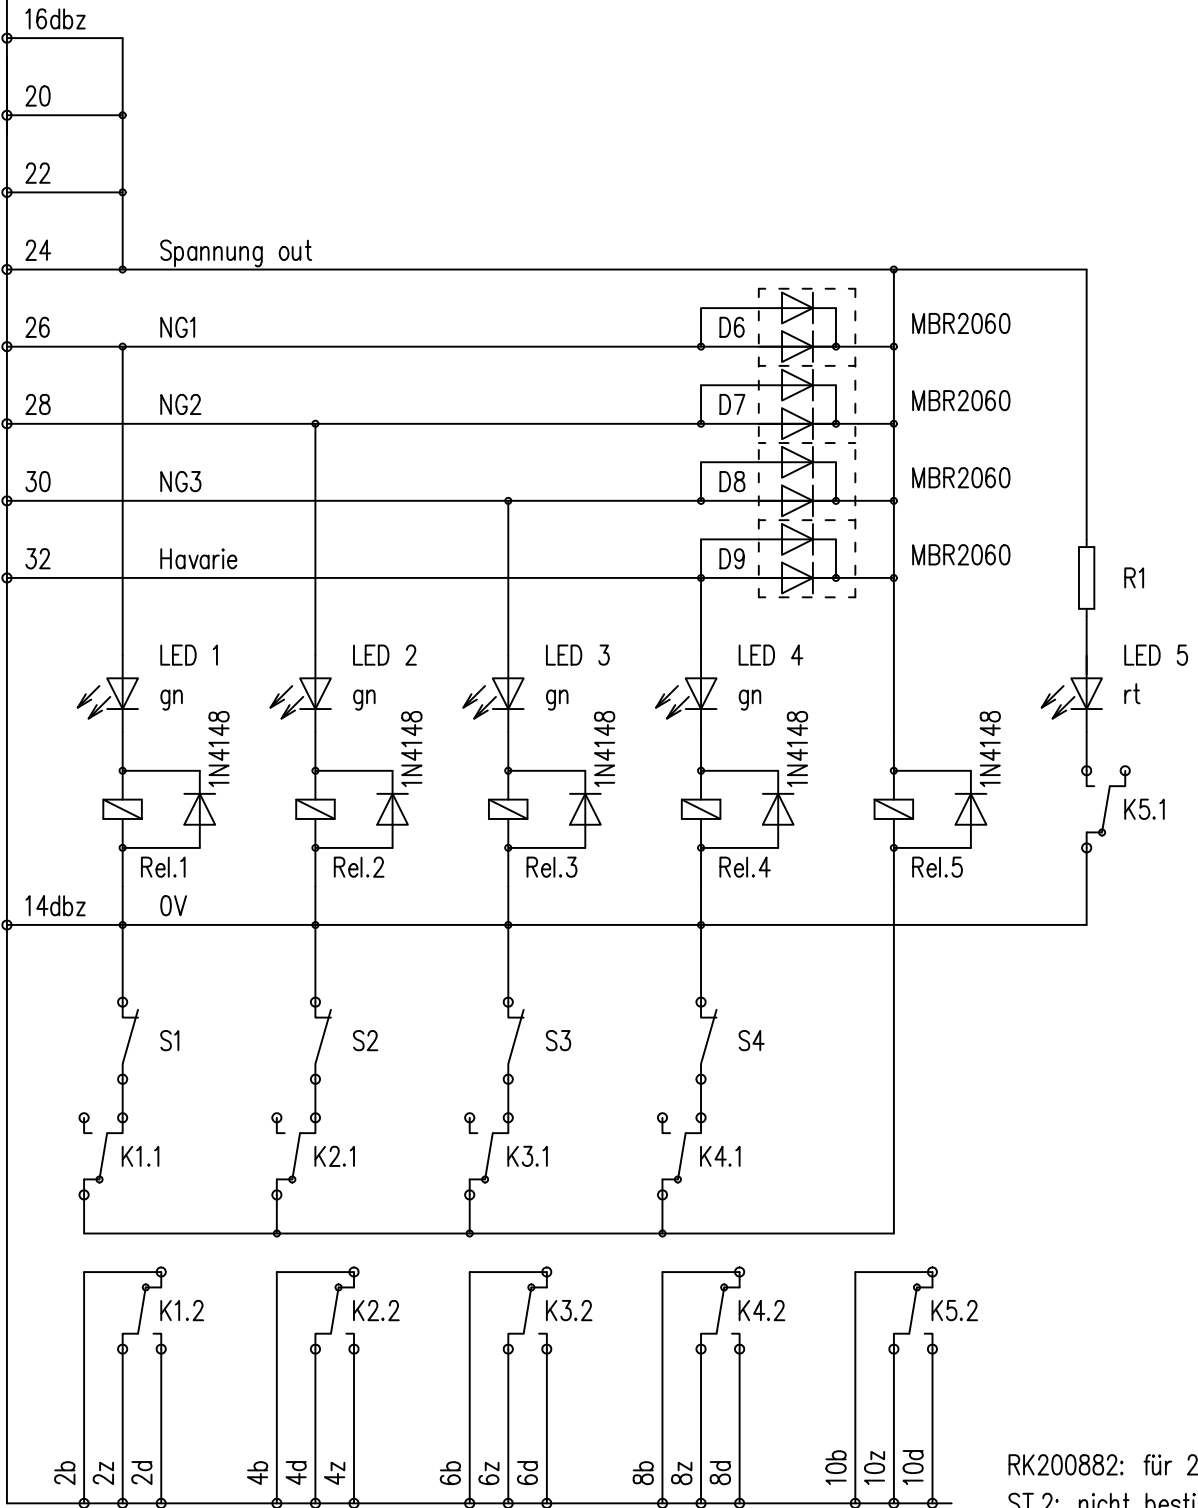 16dbz
20
22
24 Spannung out
26 NG1 D6 MBR2060
28 NG2 D7 MBR2060
30 NG3 D8 MBR2060
32 Havarie D9 MBR2060
R1
LED 1 LED 2 LED 3 LED 4 LED 5
gn gn gn gn rt
1N4148 1N4148 1N4148 1N4148 1N4148
K5.1
Rel.1 Rel.2 Rel.3 Rel.4 Rel.5
14dbz 0V
S1 S2 S3 S4
K1.1 K2.1 K3.1 K4.1
K1.2 K2.2 K3.2 K4.2 K5.2
2b 2z 2d 4b 4d 4z 6b 6z 6d 8b 8z 8d 10b 10z 10d
RK200882: für 2
ST.2: nicht besti